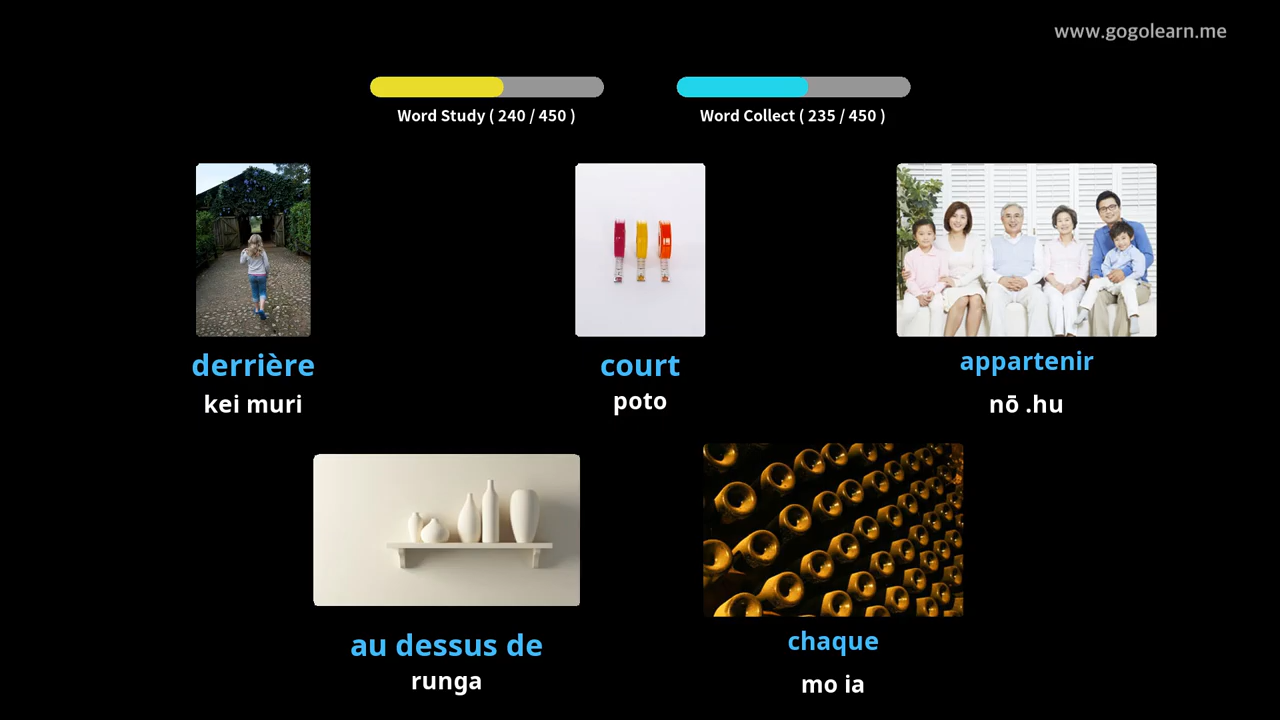 www.gogolearn.me
Word Study ( 240 / 450 )
Word Collect ( 235 / 450 )
derrière
kei muri
court
poto
appartenir
nō .hu
au dessus de
runga
chaque
mo ia